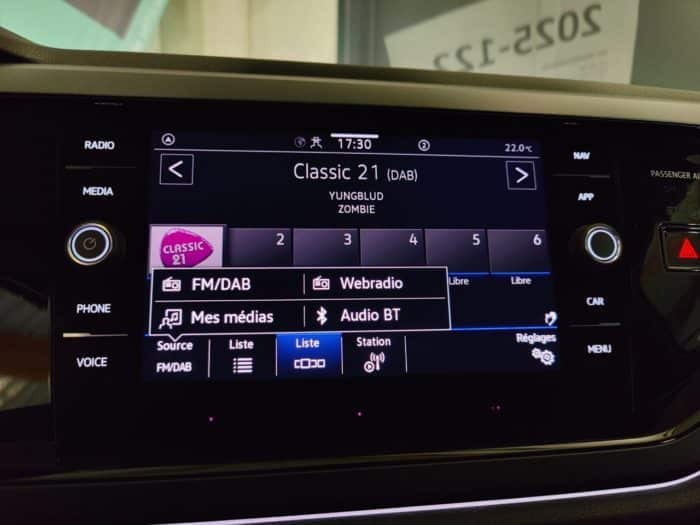 2025-122
RADIO
MEDIA
PHONE
VOICE
17:30
2
22.0°C
Classic 21 (DAB)
YUNGBLUD
ZOMBIE
CLASSIC
21
2
3
4
5
6
Libre
Libre
FM/DAB
Webradio
Mes médias
Audio BT
Source
FM/DAB
Liste
Liste
Station
Réglages
NAV
APP
CAR
MENU
PASSENGER